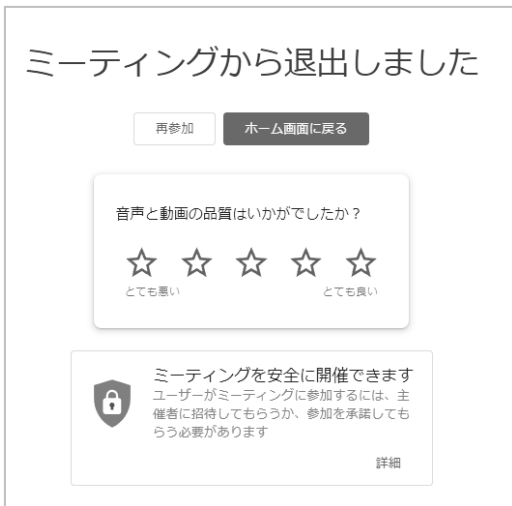 ミーティングから退出しました
再参加
ホーム画面に戻る
音声と動画の品質はいかがでしたか？
とても悪い
とても良い
ミーティングを安全に開催できます
ユーザーがミーティングに参加するには、主
催者に招待してもらうか、参加を承諾しても
らう必要があります
詳細